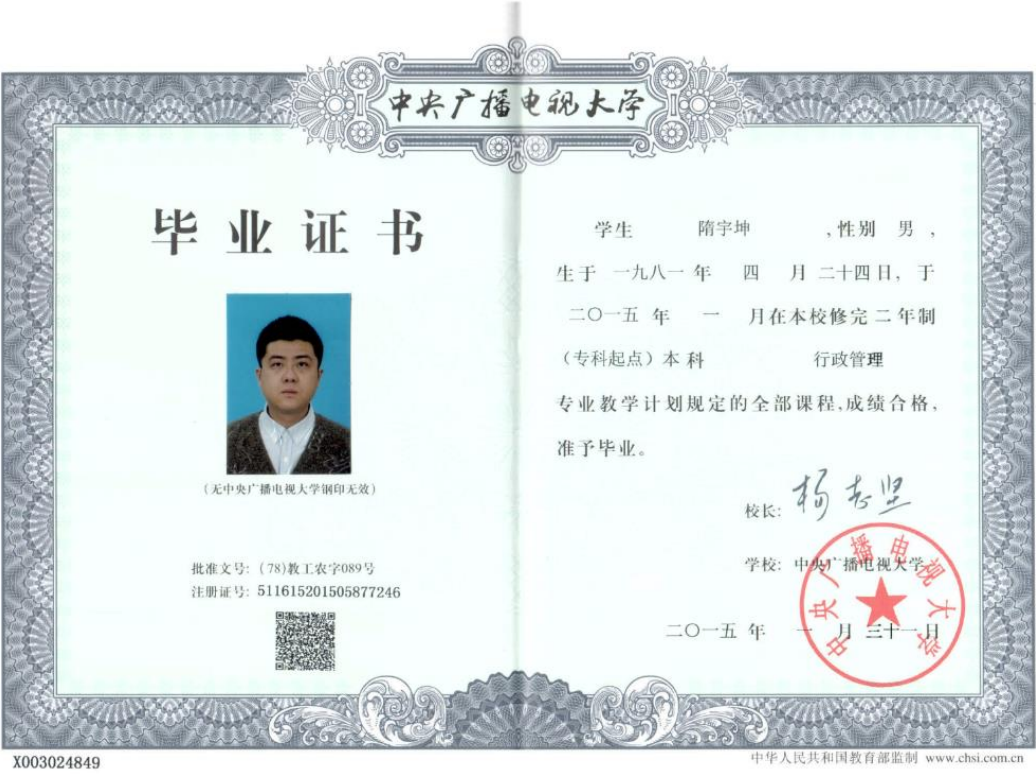 中央广播电视大学
毕业证书
(无中央广播电视大学钢印无效)
批准文号: (78)教工农字089号
注册证号: 511615201505877246
学生 隋宇坤 , 性别 男 ,
生于 一九八一 年 四 月 二十四日, 于
二〇一五 年 一 月在本校修完 二 年制
(专科起点) 本 科 行政管理
专业教学计划规定的全部课程,成绩合格,
准予毕业。
校长: 杨志坚
学校: 中央广播电视大学
二〇一五 年 一 月 三十一 日
中央广播电视大学
X003024849
中华人民共和国教育部监制 www.chsi.com.cn